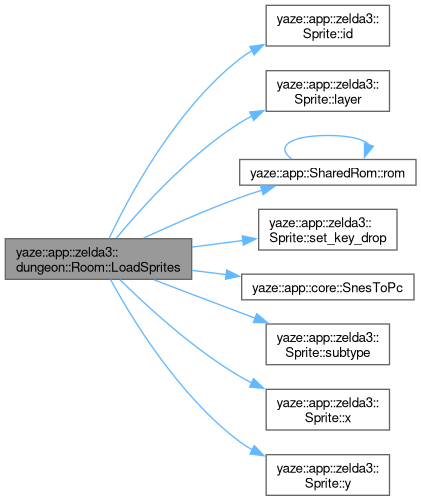 yaze::app::zelda3::
Sprite::id
yaze::app::zelda3::
Sprite::layer
yaze::app::SharedRom::rom
yaze::app::zelda3::
Sprite::set_key_drop
yaze::app::zelda3::
dungeon::Room::LoadSprites
yaze::app::core::SnesToPc
yaze::app::zelda3::
Sprite::subtype
yaze::app::zelda3::
Sprite::x
yaze::app::zelda3::
Sprite::y